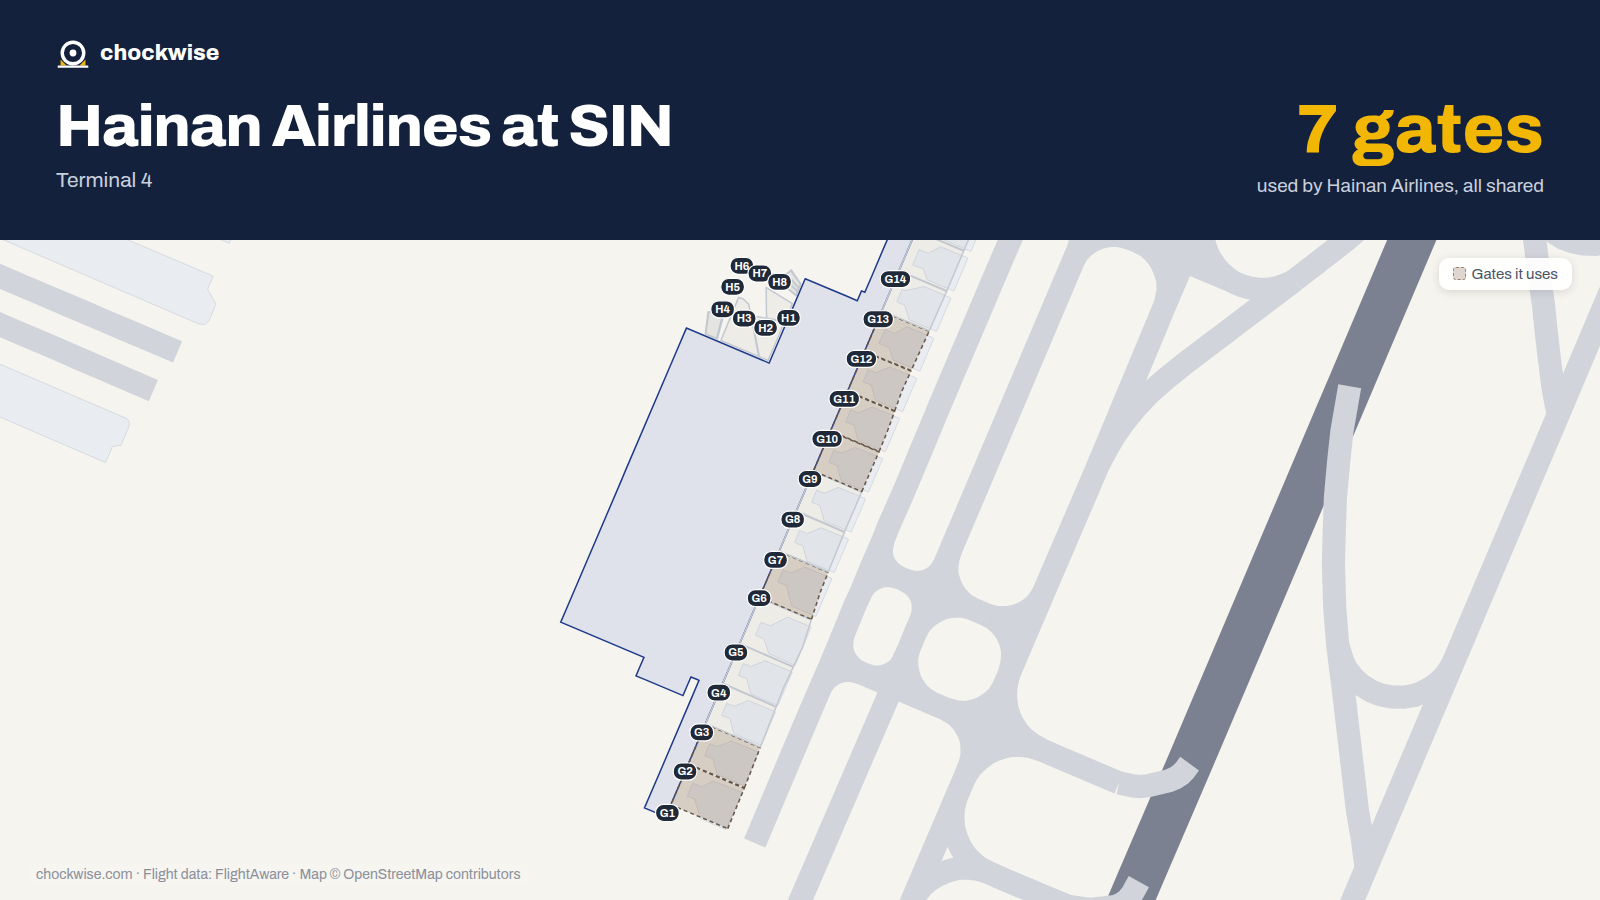 chockwise
Hainan Airlines at SIN
Terminal 4
7 gates
used by Hainan Airlines, all shared
Gates it uses
H6
H7
H8
H5
H4
H3
H2
H1
G14
G13
G12
G11
G10
G9
G8
G7
G6
G5
G4
G3
G2
G1
chockwise.com · Flight data: FlightAware · Map © OpenStreetMap contributors